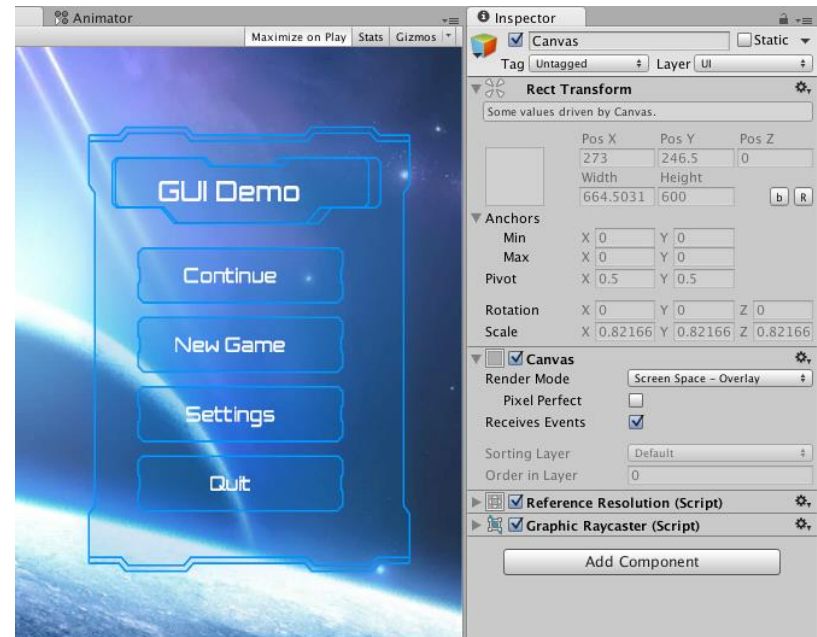 Animator
Maximize on Play Stats Gizmos
GUI Demo
Continue
New Game
Settings
Quit
Inspector
Canvas Static
Tag Untagged Layer UI
Rect Transform
Some values driven by Canvas.
Pos X Pos Y Pos Z
273 246.5 0
Width Height
664.5031 600 b R
Anchors
Min X 0 Y 0
Max X 0 Y 0
Pivot X 0.5 Y 0.5
Rotation X 0 Y 0 Z 0
Scale X 0.82166 Y 0.82166 Z 0.82166
Canvas
Render Mode Screen Space - Overlay
Pixel Perfect
Receives Events
Sorting Layer Default
Order in Layer 0
Reference Resolution (Script)
Graphic Raycaster (Script)
Add Component